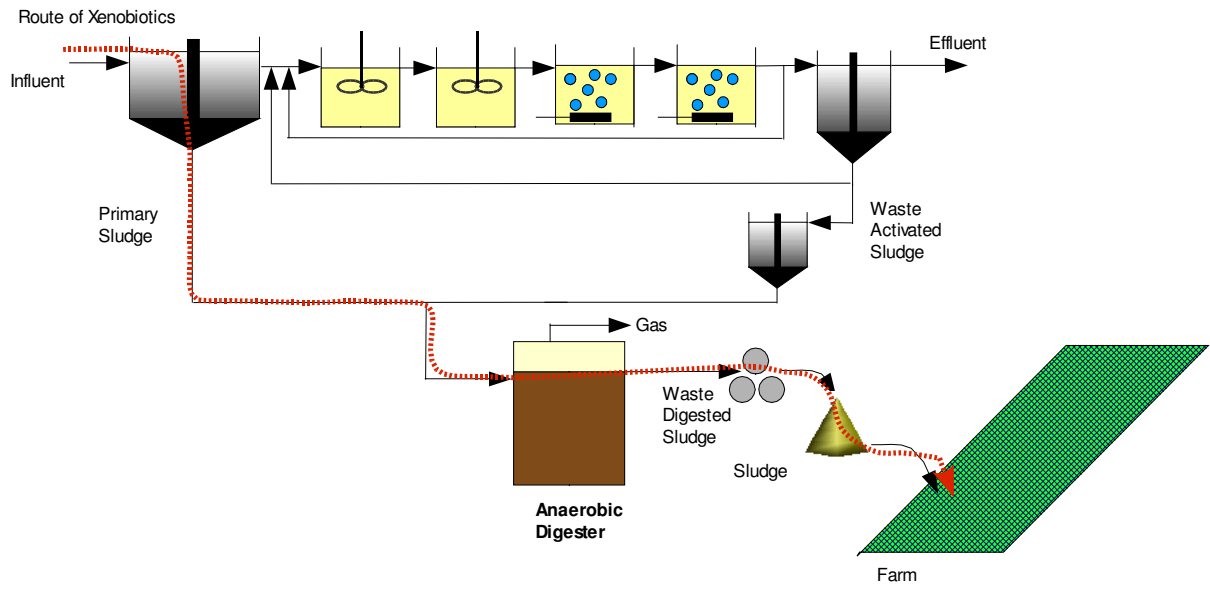 Route of Xenobiotics
Influent
Effluent
Primary
Sludge
Waste
Activated
Sludge
Gas
Waste
Digested
Sludge
Sludge
Anaerobic
Digester
Farm